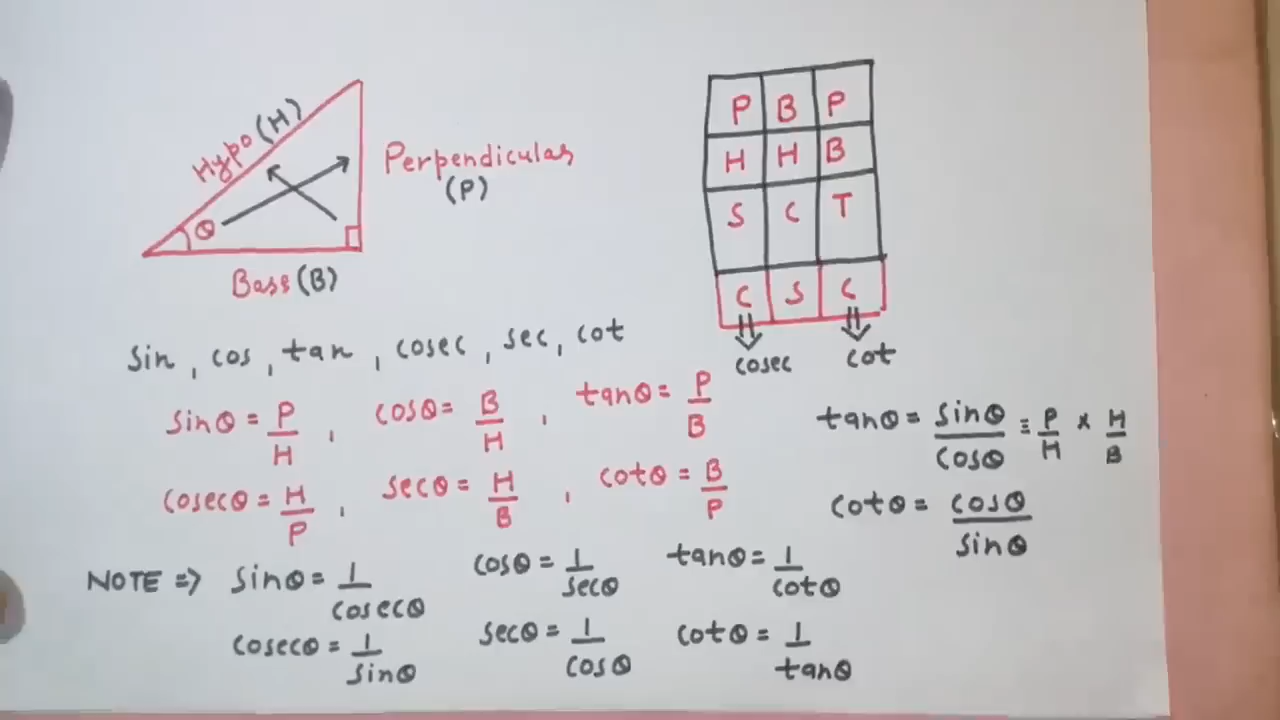 Hypo(H)
Perpendicular
(P)
θ
Bass(B)
P B P
H H B
S C T
C S C
cosec cot
sin, cos, tan, cosec, sec, cot
sinθ = P/H, cosθ = B/H, tanθ = P/B
cosecθ = H/P, secθ = H/B, cotθ = B/P
tanθ = sinθ/cosθ = P/H × H/B
cotθ = cosθ/sinθ
NOTE => sinθ = 1/cosecθ cosθ = 1/secθ tanθ = 1/cotθ
cosecθ = 1/sinθ secθ = 1/cosθ cotθ = 1/tanθ